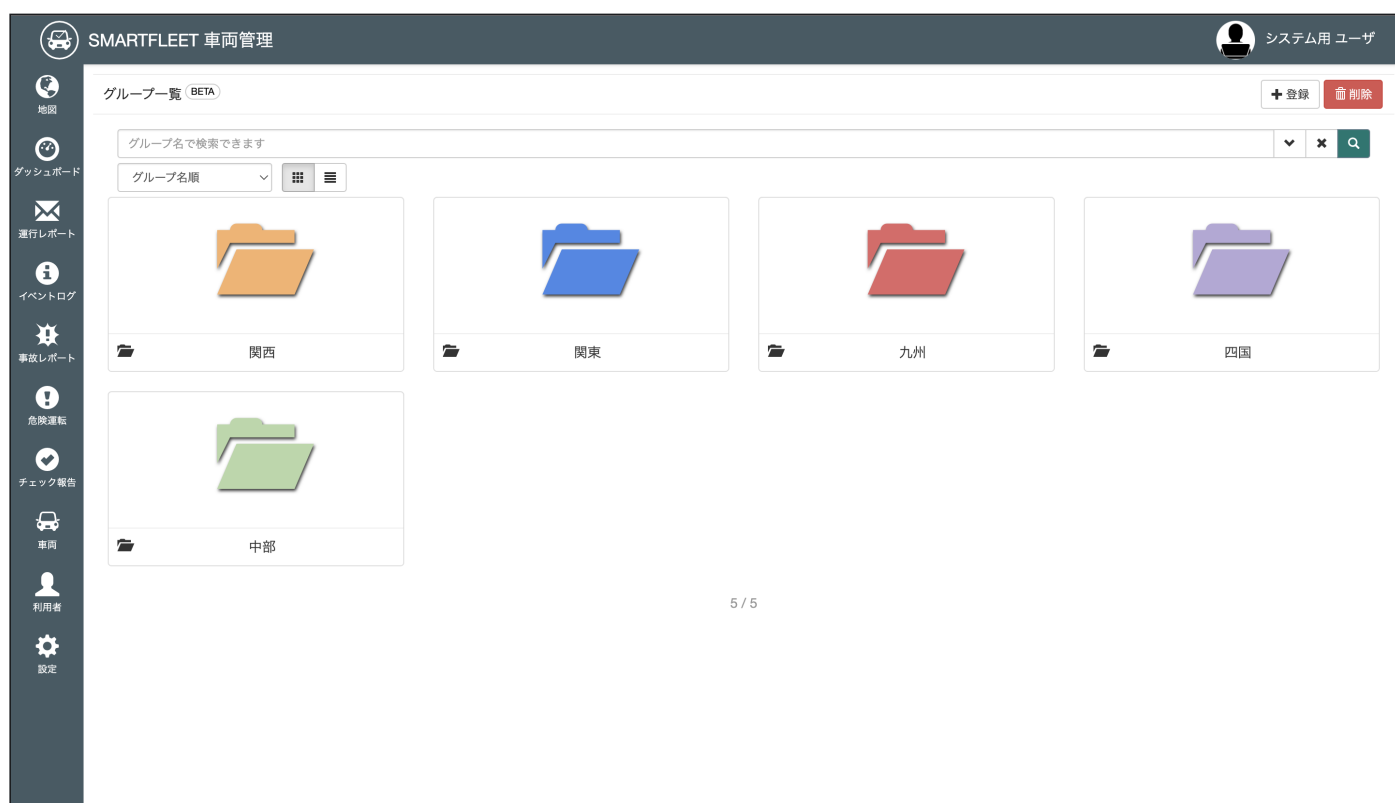 SMARTFLEET 車両管理
システム用 ユーザ
地図
ダッシュボード
運行レポート
イベントログ
事故レポート
危険運転
チェック報告
車両
利用者
設定
グループ一覧 BETA
登録
削除
グループ名で検索できます
グループ名順
関西
関東
九州
四国
中部
5 / 5